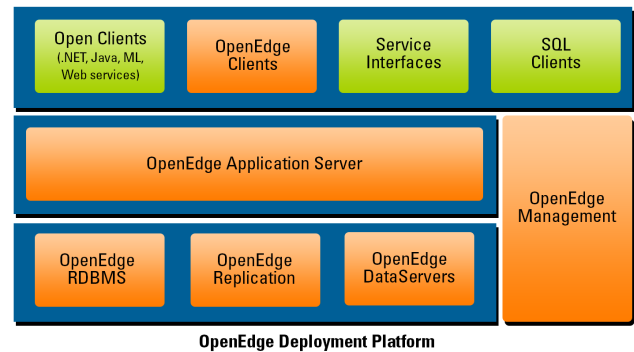 Open Clients
(.NET, Java, ML,
Web services)
OpenEdge
Clients
Service
Interfaces
SQL
Clients
OpenEdge Application Server
OpenEdge
Management
OpenEdge
RDBMS
OpenEdge
Replication
OpenEdge
DataServers
OpenEdge Deployment Platform